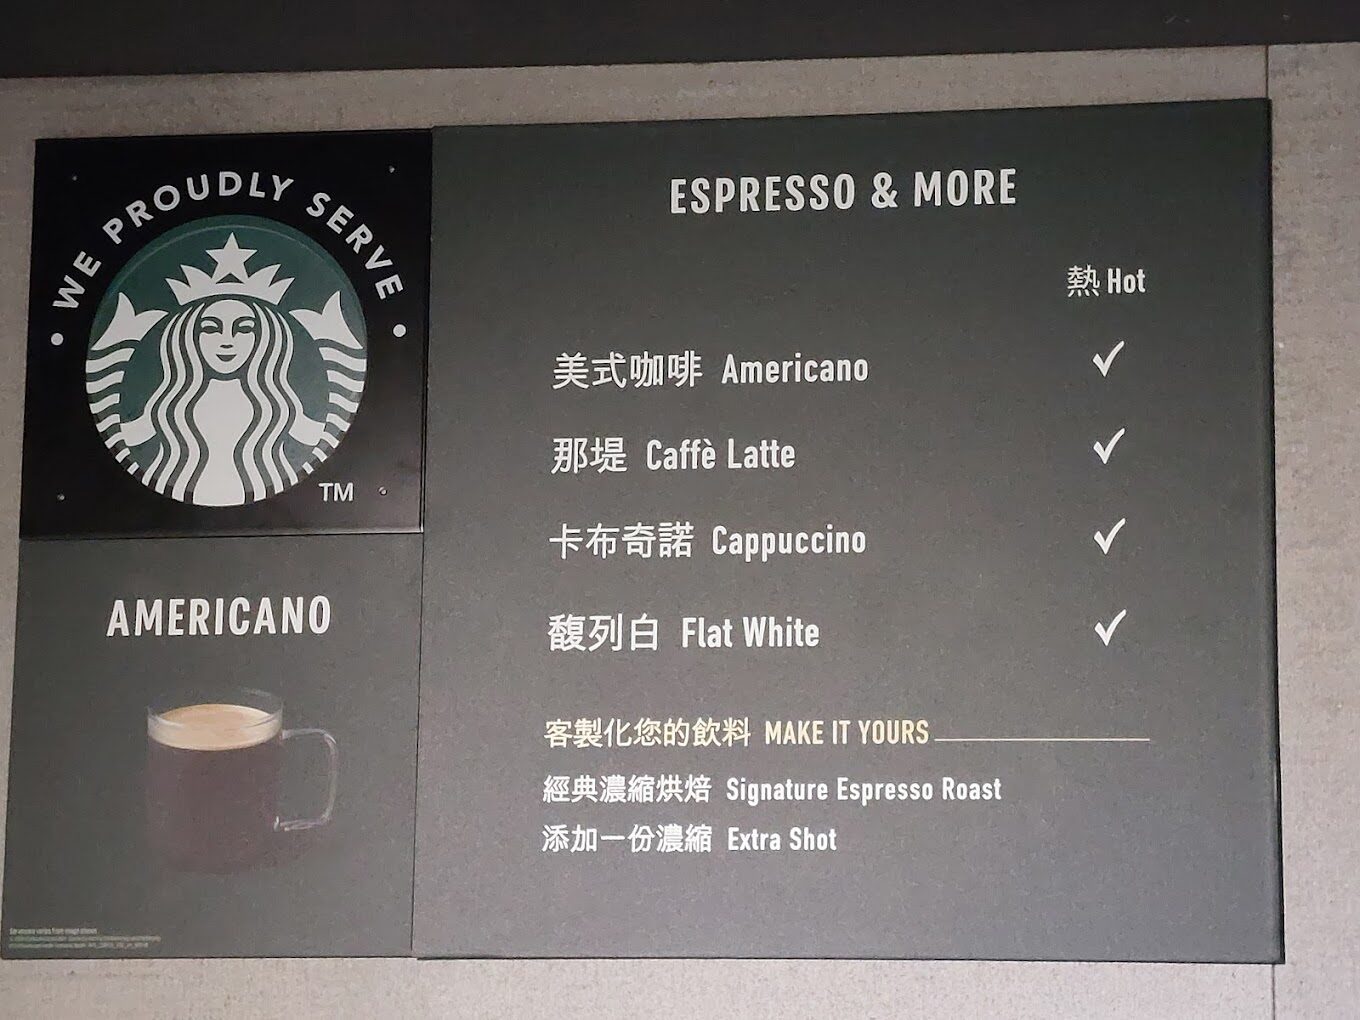 WE PROUDLY SERVE
TM
AMERICANO
ESPRESSO & MORE
熱 Hot
美式咖啡 Americano ✓
那堤 Caffè Latte ✓
卡布奇諾 Cappuccino ✓
馥列白 Flat White ✓
客製化您的飲料 MAKE IT YOURS
經典濃縮烘焙 Signature Espresso Roast
添加一份濃縮 Extra Shot